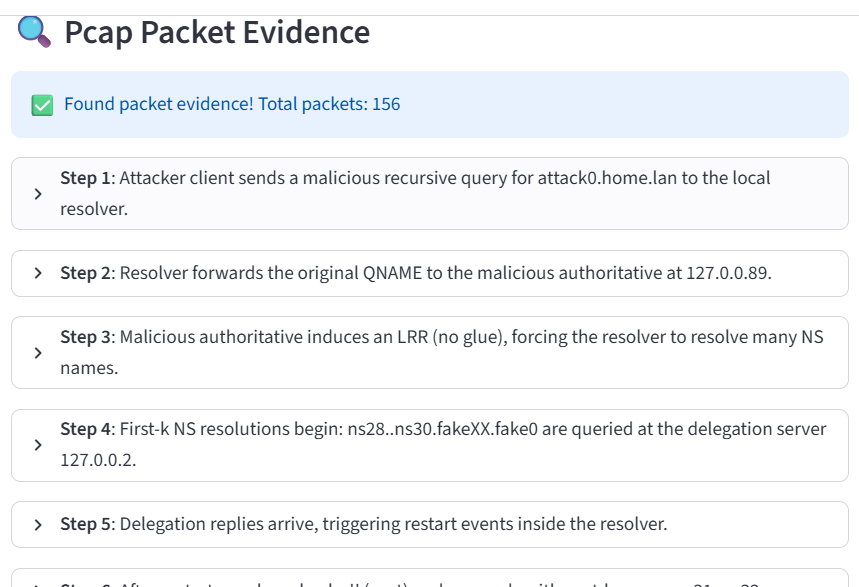 Pcap Packet Evidence
Found packet evidence! Total packets: 156
Step 1: Attacker client sends a malicious recursive query for attack0.home.lan to the local
resolver.
Step 2: Resolver forwards the original QNAME to the malicious authoritative at 127.0.0.89.
Step 3: Malicious authoritative induces an LRR (no glue), forcing the resolver to resolve many NS
names.
Step 4: First-k NS resolutions begin: ns28..ns30.fakeXX.fake0 are queried at the delegation server
127.0.0.2.
Step 5: Delegation replies arrive, triggering restart events inside the resolver.